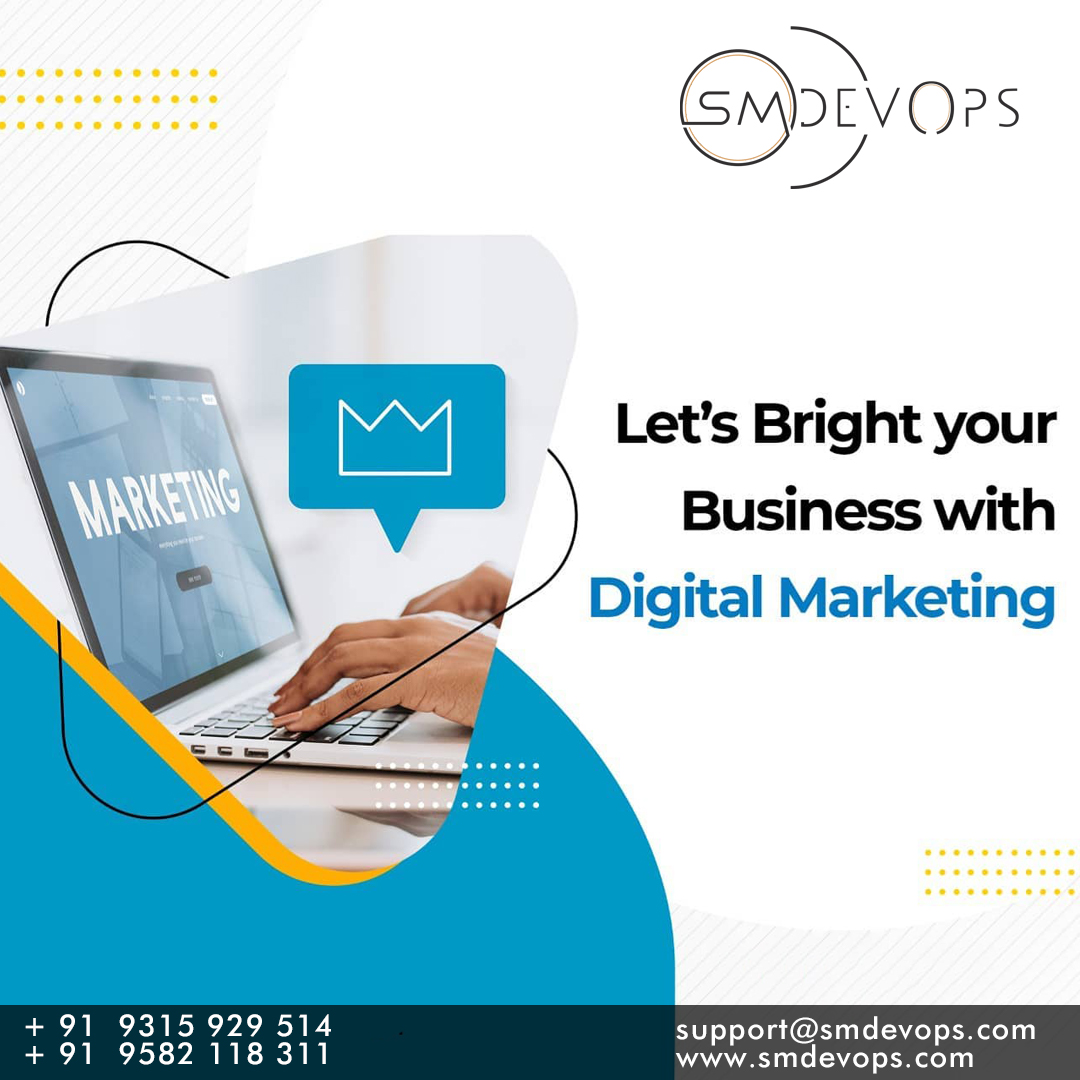 SMDEVOPS
MARKETING
Let's Bright your
Business with
Digital Marketing
+ 91 9315 929 514
+ 91 9582 118 311
support@smdevops.com
www.smdevops.com